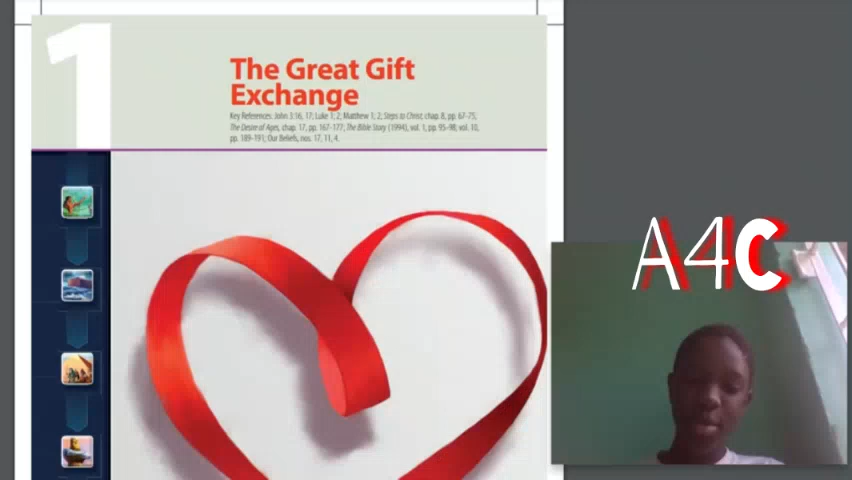 1
The Great Gift
Exchange
Key References: John 3:16, 17; Luke 1; 2; Matthew 1; 2; Steps to Christ, chap. 8, pp. 67-75;
The Desire of Ages, chap. 17, pp. 167-177; The Bible Story (1994), vol. 1, pp. 95-98; vol. 10,
pp. 189-191; Our Beliefs, nos. 17, 11, 4.
A4C